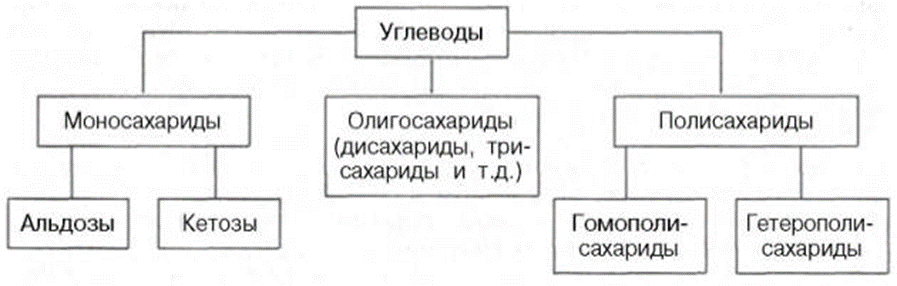 Углеводы
Моносахариды
Олигосахариды
(дисахариды, три-
сахариды и т.д.)
Полисахариды
Альдозы
Кетозы
Гомополи-
сахариды
Гетерополи-
сахариды